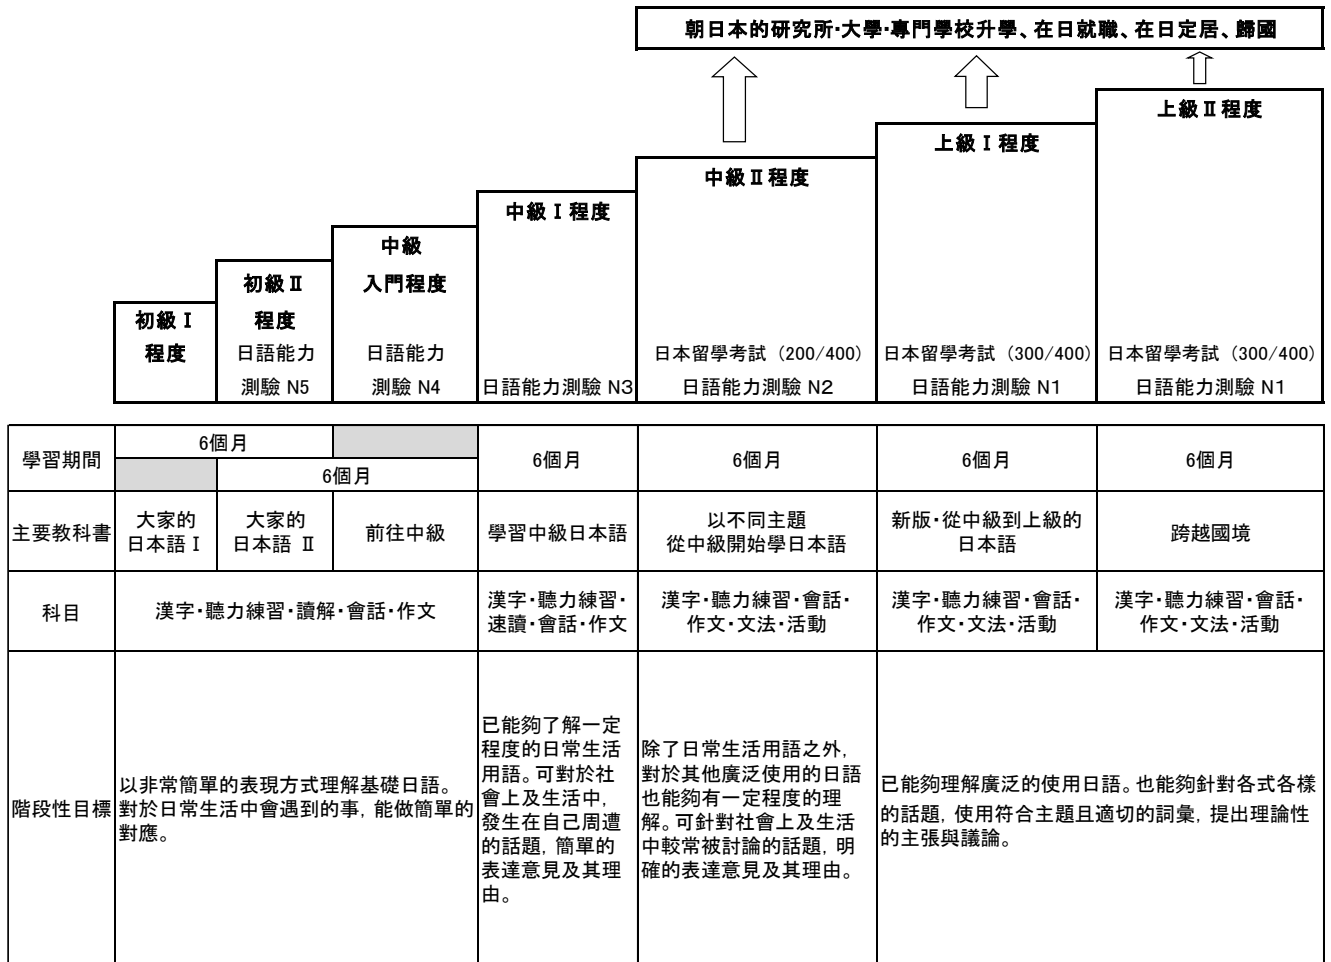 朝日本的研究所･大學･專門學校升學、在日就職、在日定居、歸國
上級Ⅱ程度
上級Ⅰ程度
中級Ⅱ程度
中級Ⅰ程度
中級
入門程度
初級Ⅱ
程度
初級Ⅰ
程度
日語能力
測驗 N5
日語能力
測驗 N4
日語能力測驗 N3
日本留學考試 (200/400)
日語能力測驗 N2
日本留學考試 (300/400)
日語能力測驗 N1
日本留學考試 (300/400)
日語能力測驗 N1
學習期間
6個月
6個月
6個月
6個月
6個月
6個月
主要教科書
大家的
日本語Ⅰ
大家的
日本語 Ⅱ
前往中級
學習中級日本語
以不同主題
從中級開始學日本語
新版･從中級到上級的
日本語
跨越國境
科目
漢字･聽力練習･讀解･會話･作文
漢字･聽力練習･
速讀･會話･作文
漢字･聽力練習･會話･
作文･文法･活動
漢字･聽力練習･會話･
作文･文法･活動
漢字･聽力練習･會話･
作文･文法･活動
階段性目標
以非常簡單的表現方式理解基礎日語。
對於日常生活中會遇到的事, 能做簡單的
對應。
已能夠了解一定
程度的日常生活
用語。可對於社
會上及生活中,
發生在自己周遭
的話題, 簡單的
表達意見及其理
由。
除了日常生活用語之外,
對於其他廣泛使用的日語
也能夠有一定程度的理
解。可針對社會上及生活
中較常被討論的話題, 明
確的表達意見及其理由。
已能夠理解廣泛的使用日語。也能夠針對各式各樣
的話題, 使用符合主題且適切的詞彙, 提出理論性
的主張與議論。